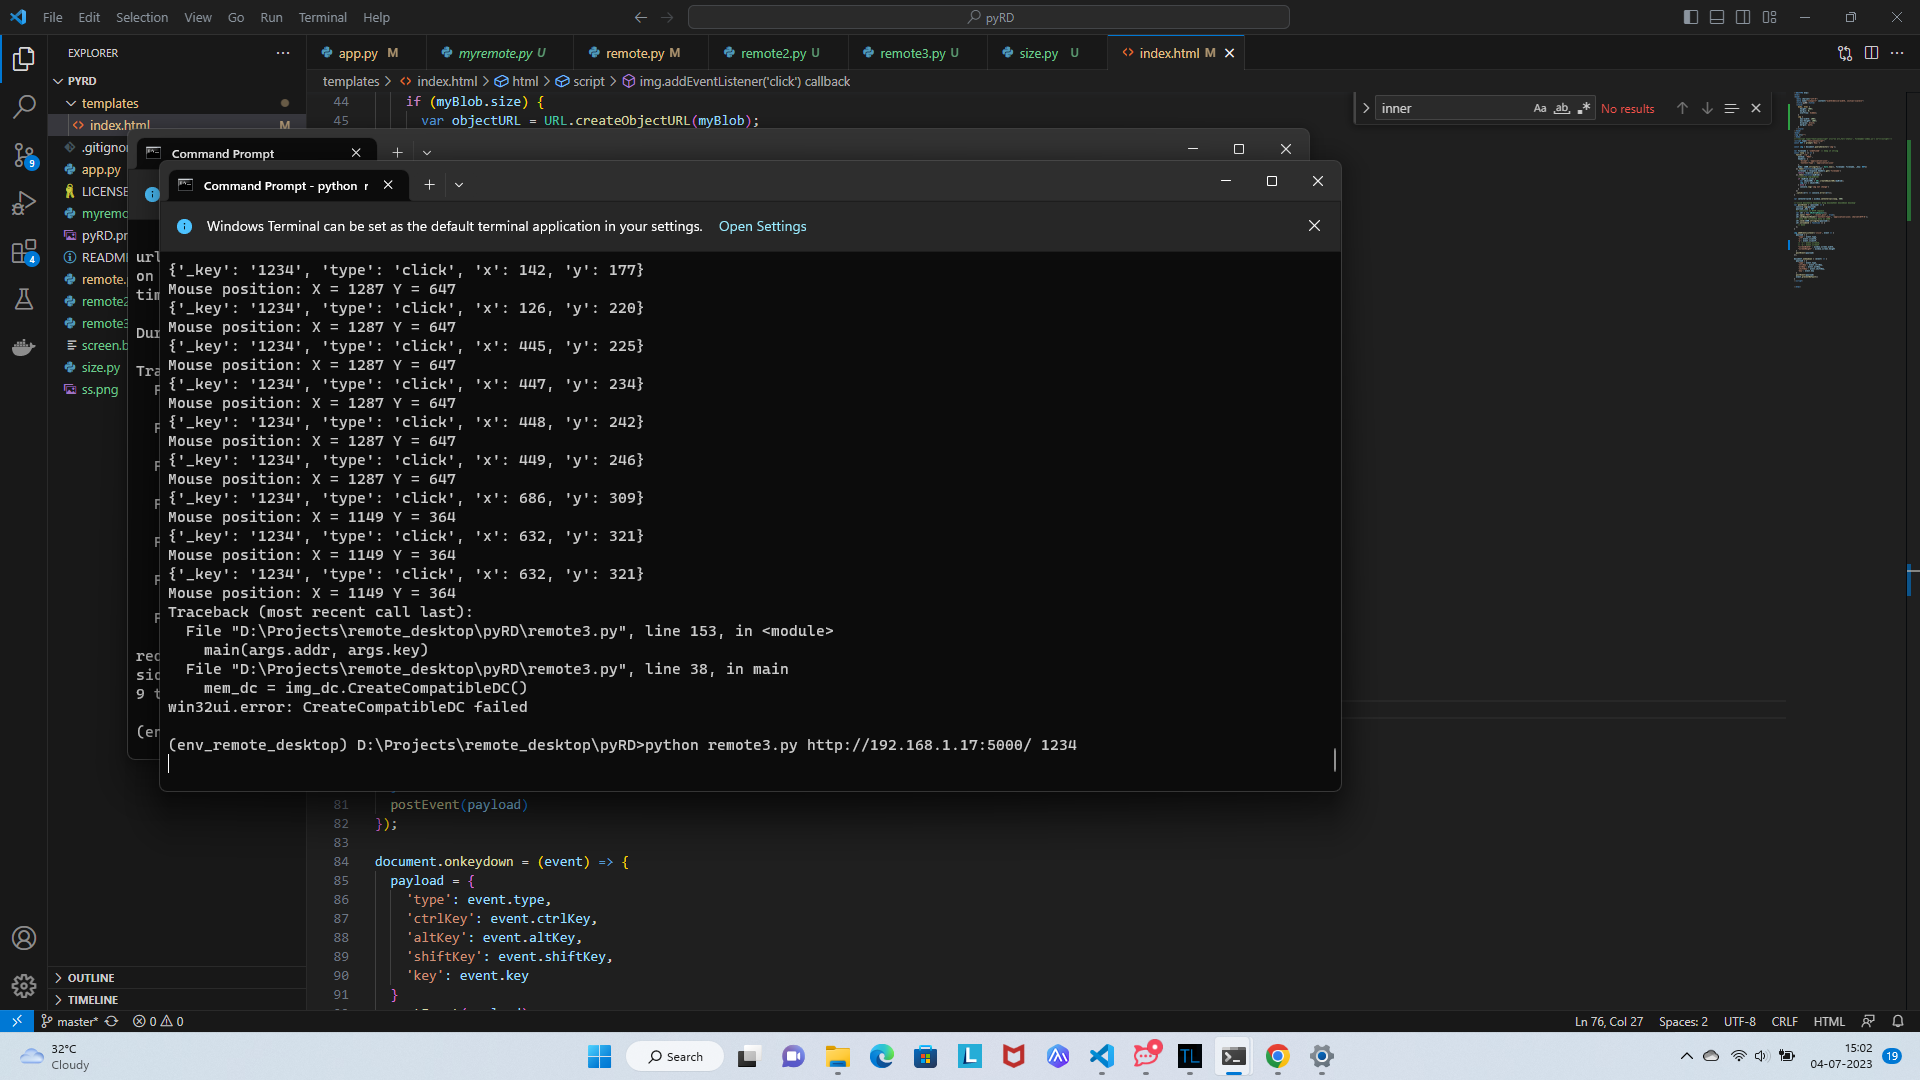 File Edit Selection View Go Run Terminal Help
pyRD
EXPLORER
PYRD
templates
index.html M
app.py
LICENSE
size.py
ss.png
OUTLINE
TIMELINE
app.py M
myremote.py U
remote.py M
remote2.py U
remote3.py U
size.py U
index.html M
templates > index.html > html > script > img.addEventListener('click') callback
44 if (myBlob.size) {
45 var objectURL = URL.createObjectURL(myBlob);
inner
Aa ab .*
No results
Command Prompt
Command Prompt - python r
Windows Terminal can be set as the default terminal application in your settings. Open Settings
{'_key': '1234', 'type': 'click', 'x': 142, 'y': 177}
Mouse position: X = 1287 Y = 647
{'_key': '1234', 'type': 'click', 'x': 126, 'y': 220}
Mouse position: X = 1287 Y = 647
{'_key': '1234', 'type': 'click', 'x': 445, 'y': 225}
Mouse position: X = 1287 Y = 647
{'_key': '1234', 'type': 'click', 'x': 447, 'y': 234}
Mouse position: X = 1287 Y = 647
{'_key': '1234', 'type': 'click', 'x': 448, 'y': 242}
Mouse position: X = 1287 Y = 647
{'_key': '1234', 'type': 'click', 'x': 449, 'y': 246}
Mouse position: X = 1287 Y = 647
{'_key': '1234', 'type': 'click', 'x': 686, 'y': 309}
Mouse position: X = 1149 Y = 364
{'_key': '1234', 'type': 'click', 'x': 632, 'y': 321}
Mouse position: X = 1149 Y = 364
{'_key': '1234', 'type': 'click', 'x': 632, 'y': 321}
Mouse position: X = 1149 Y = 364
Traceback (most recent call last):
File "D:\Projects\remote_desktop\pyRD\remote3.py", line 153, in <module>
main(args.addr, args.key)
File "D:\Projects\remote_desktop\pyRD\remote3.py", line 38, in main
mem_dc = img_dc.CreateCompatibleDC()
win32ui.error: CreateCompatibleDC failed
(env_remote_desktop) D:\Projects\remote_desktop\pyRD>python remote3.py http://192.168.1.17:5000/ 1234
81 postEvent(payload)
82 });
83
84 document.onkeydown = (event) => {
85 payload = {
86 'type': event.type,
87 'ctrlKey': event.ctrlKey,
88 'altKey': event.altKey,
89 'shiftKey': event.shiftKey,
90 'key': event.key
91 }
9
4
master* 0 0
Ln 76, Col 27 Spaces: 2 UTF-8 CRLF HTML
32°C
Cloudy
Search
15:02
04-07-2023
19